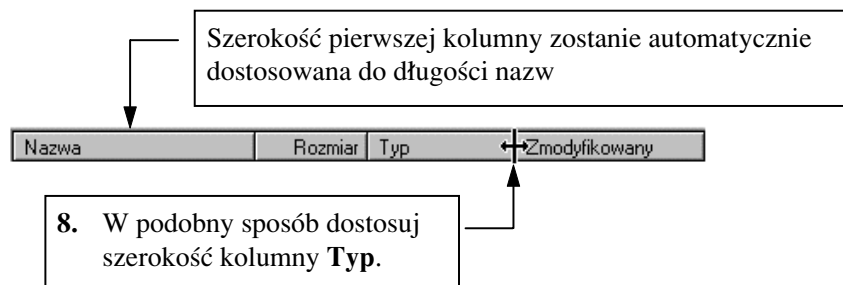 Szerokość pierwszej kolumny zostanie automatycznie
dostosowana do długości nazw
Nazwa Rozmiar Typ Zmodyfikowany
8. W podobny sposób dostosuj
szerokość kolumny Typ.